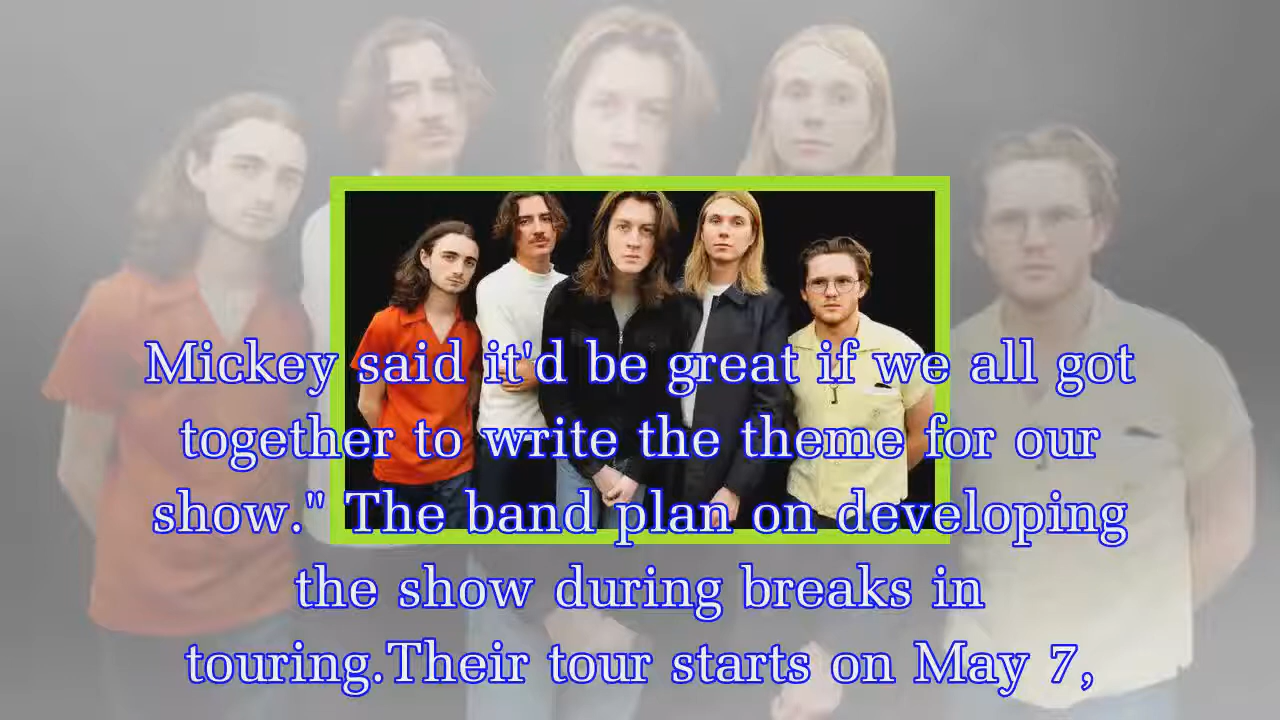 Mickey said it'd be great if we all got
together to write the theme for our
show." The band plan on developing
the show during breaks in
touring.Their tour starts on May 7,